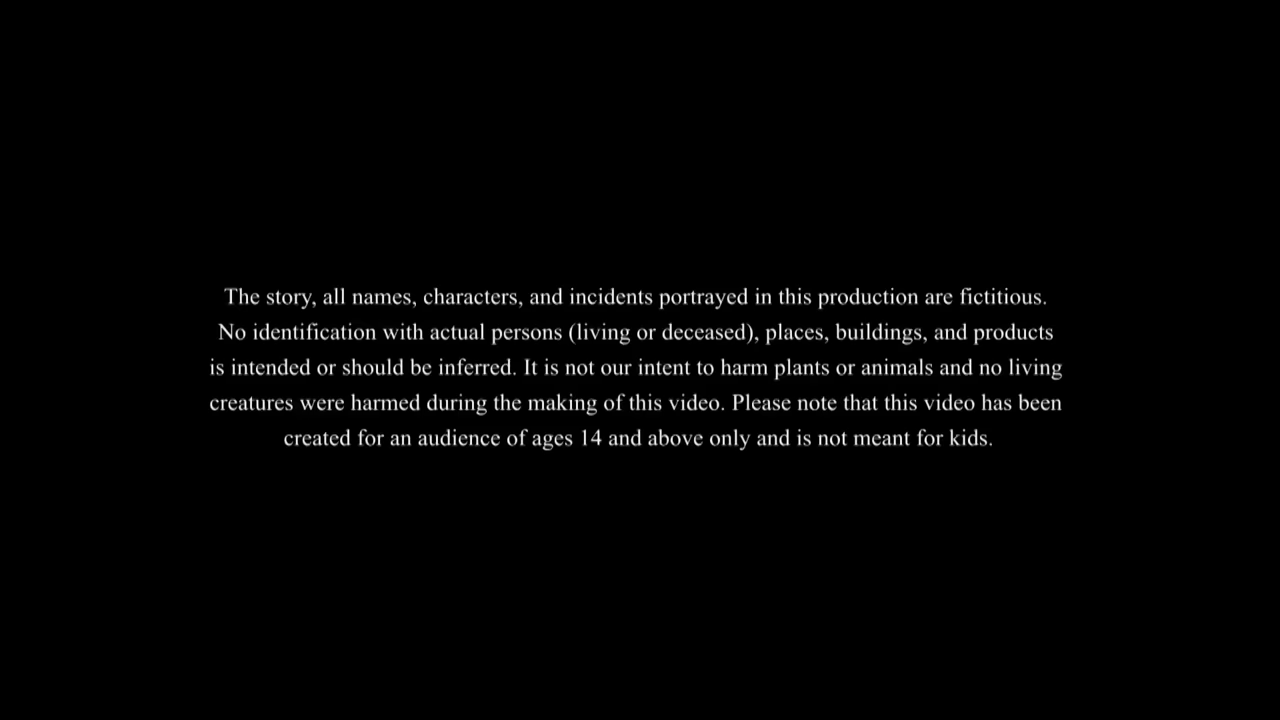 The story, all names, characters, and incidents portrayed in this production are fictitious.
No identification with actual persons (living or deceased), places, buildings, and products
is intended or should be inferred. It is not our intent to harm plants or animals and no living
creatures were harmed during the making of this video. Please note that this video has been
created for an audience of ages 14 and above only and is not meant for kids.